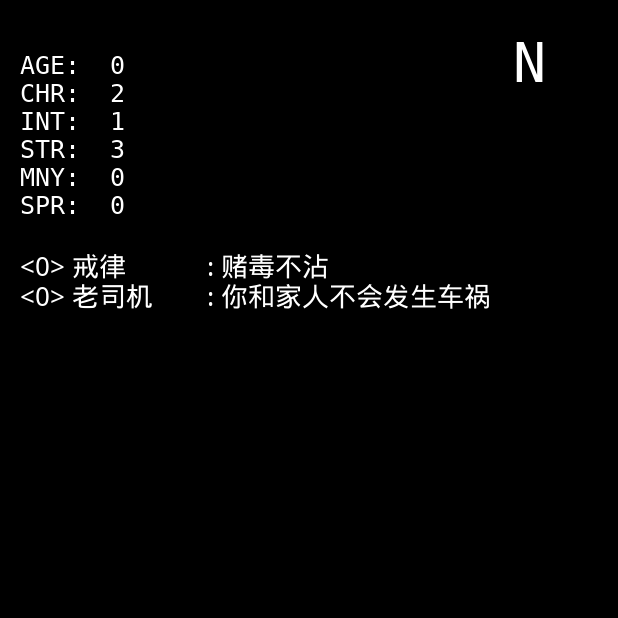 N
AGE: 0
CHR: 2
INT: 1
STR: 3
MNY: 0
SPR: 0
<O> 戒律 : 赌毒不沾
<O> 老司机 : 你和家人不会发生车祸